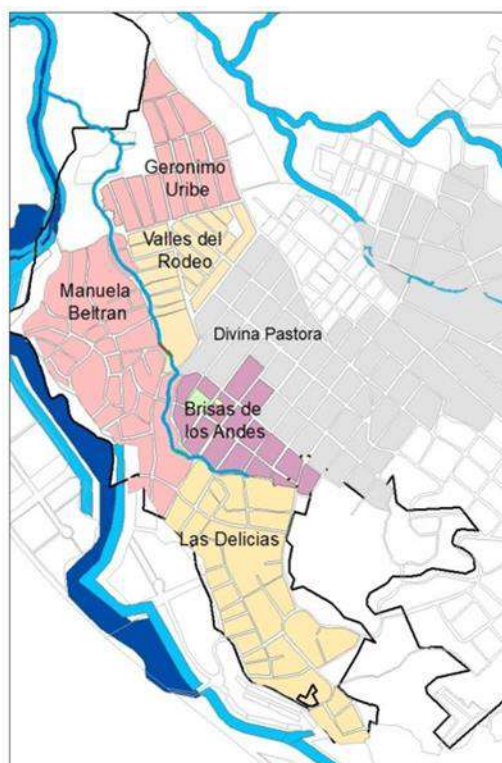 Geronimo
Uribe
Valles del
Rodeo
Manuela
Beltran
Divina Pastora
Brisas de
los Andes
Las Delicias